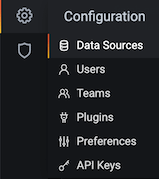 Configuration
Data Sources
Users
Teams
Plugins
Preferences
API Keys